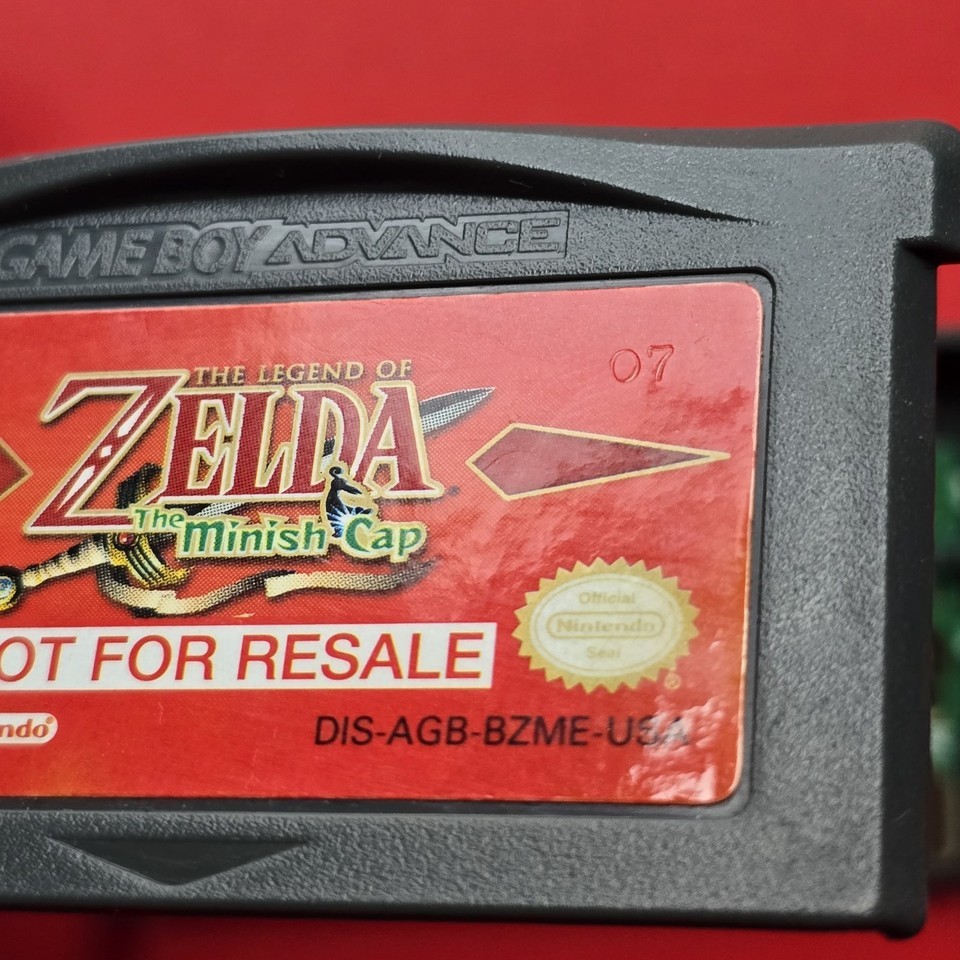 GAME BOY ADVANCE
07
THE LEGEND OF
ZELDA
The Minish Cap
Official
Nintendo
Seal
®
OT FOR RESALE
ndo®
DIS-AGB-BZME-USA